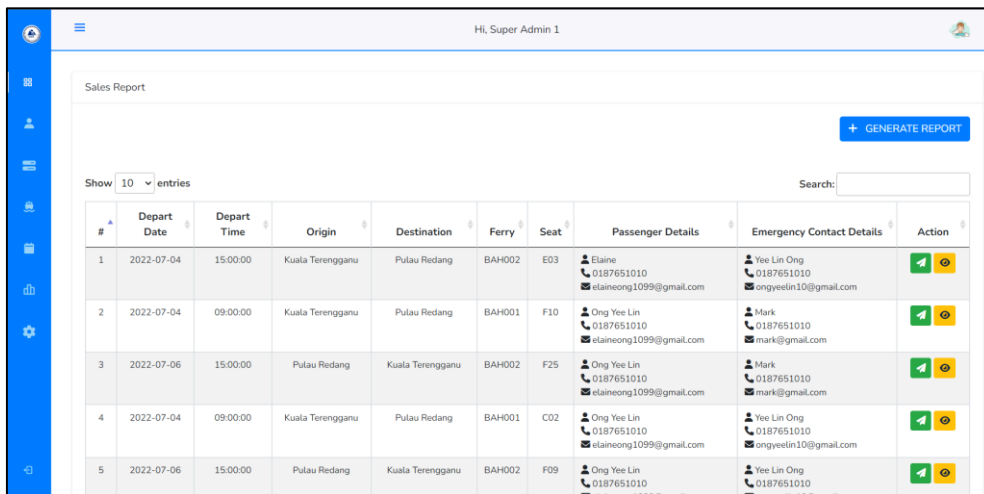 Hi, Super Admin 1
Sales Report
+ GENERATE REPORT
Show 10 entries
Search:
# Depart Date Depart Time Origin Destination Ferry Seat Passenger Details Emergency Contact Details Action
1 2022-07-04 15:00:00 Kuala Terengganu Pulau Redang BAH002 E03 Elaine Yee Lin Ong
0187651010 0187651010
elaineong1099@gmail.com ongyeelin10@gmail.com
2 2022-07-04 09:00:00 Kuala Terengganu Pulau Redang BAH001 F10 Ong Yee Lin Mark
0187651010 0187651010
elaineong1099@gmail.com mark@gmail.com
3 2022-07-06 15:00:00 Pulau Redang Kuala Terengganu BAH002 F25 Ong Yee Lin Mark
0187651010 0187651010
elaineong1099@gmail.com mark@gmail.com
4 2022-07-04 09:00:00 Kuala Terengganu Pulau Redang BAH001 C02 Ong Yee Lin Yee Lin Ong
0187651010 0187651010
elaineong1099@gmail.com ongyeelin10@gmail.com
5 2022-07-06 15:00:00 Pulau Redang Kuala Terengganu BAH002 F09 Ong Yee Lin Yee Lin Ong
0187651010 0187651010